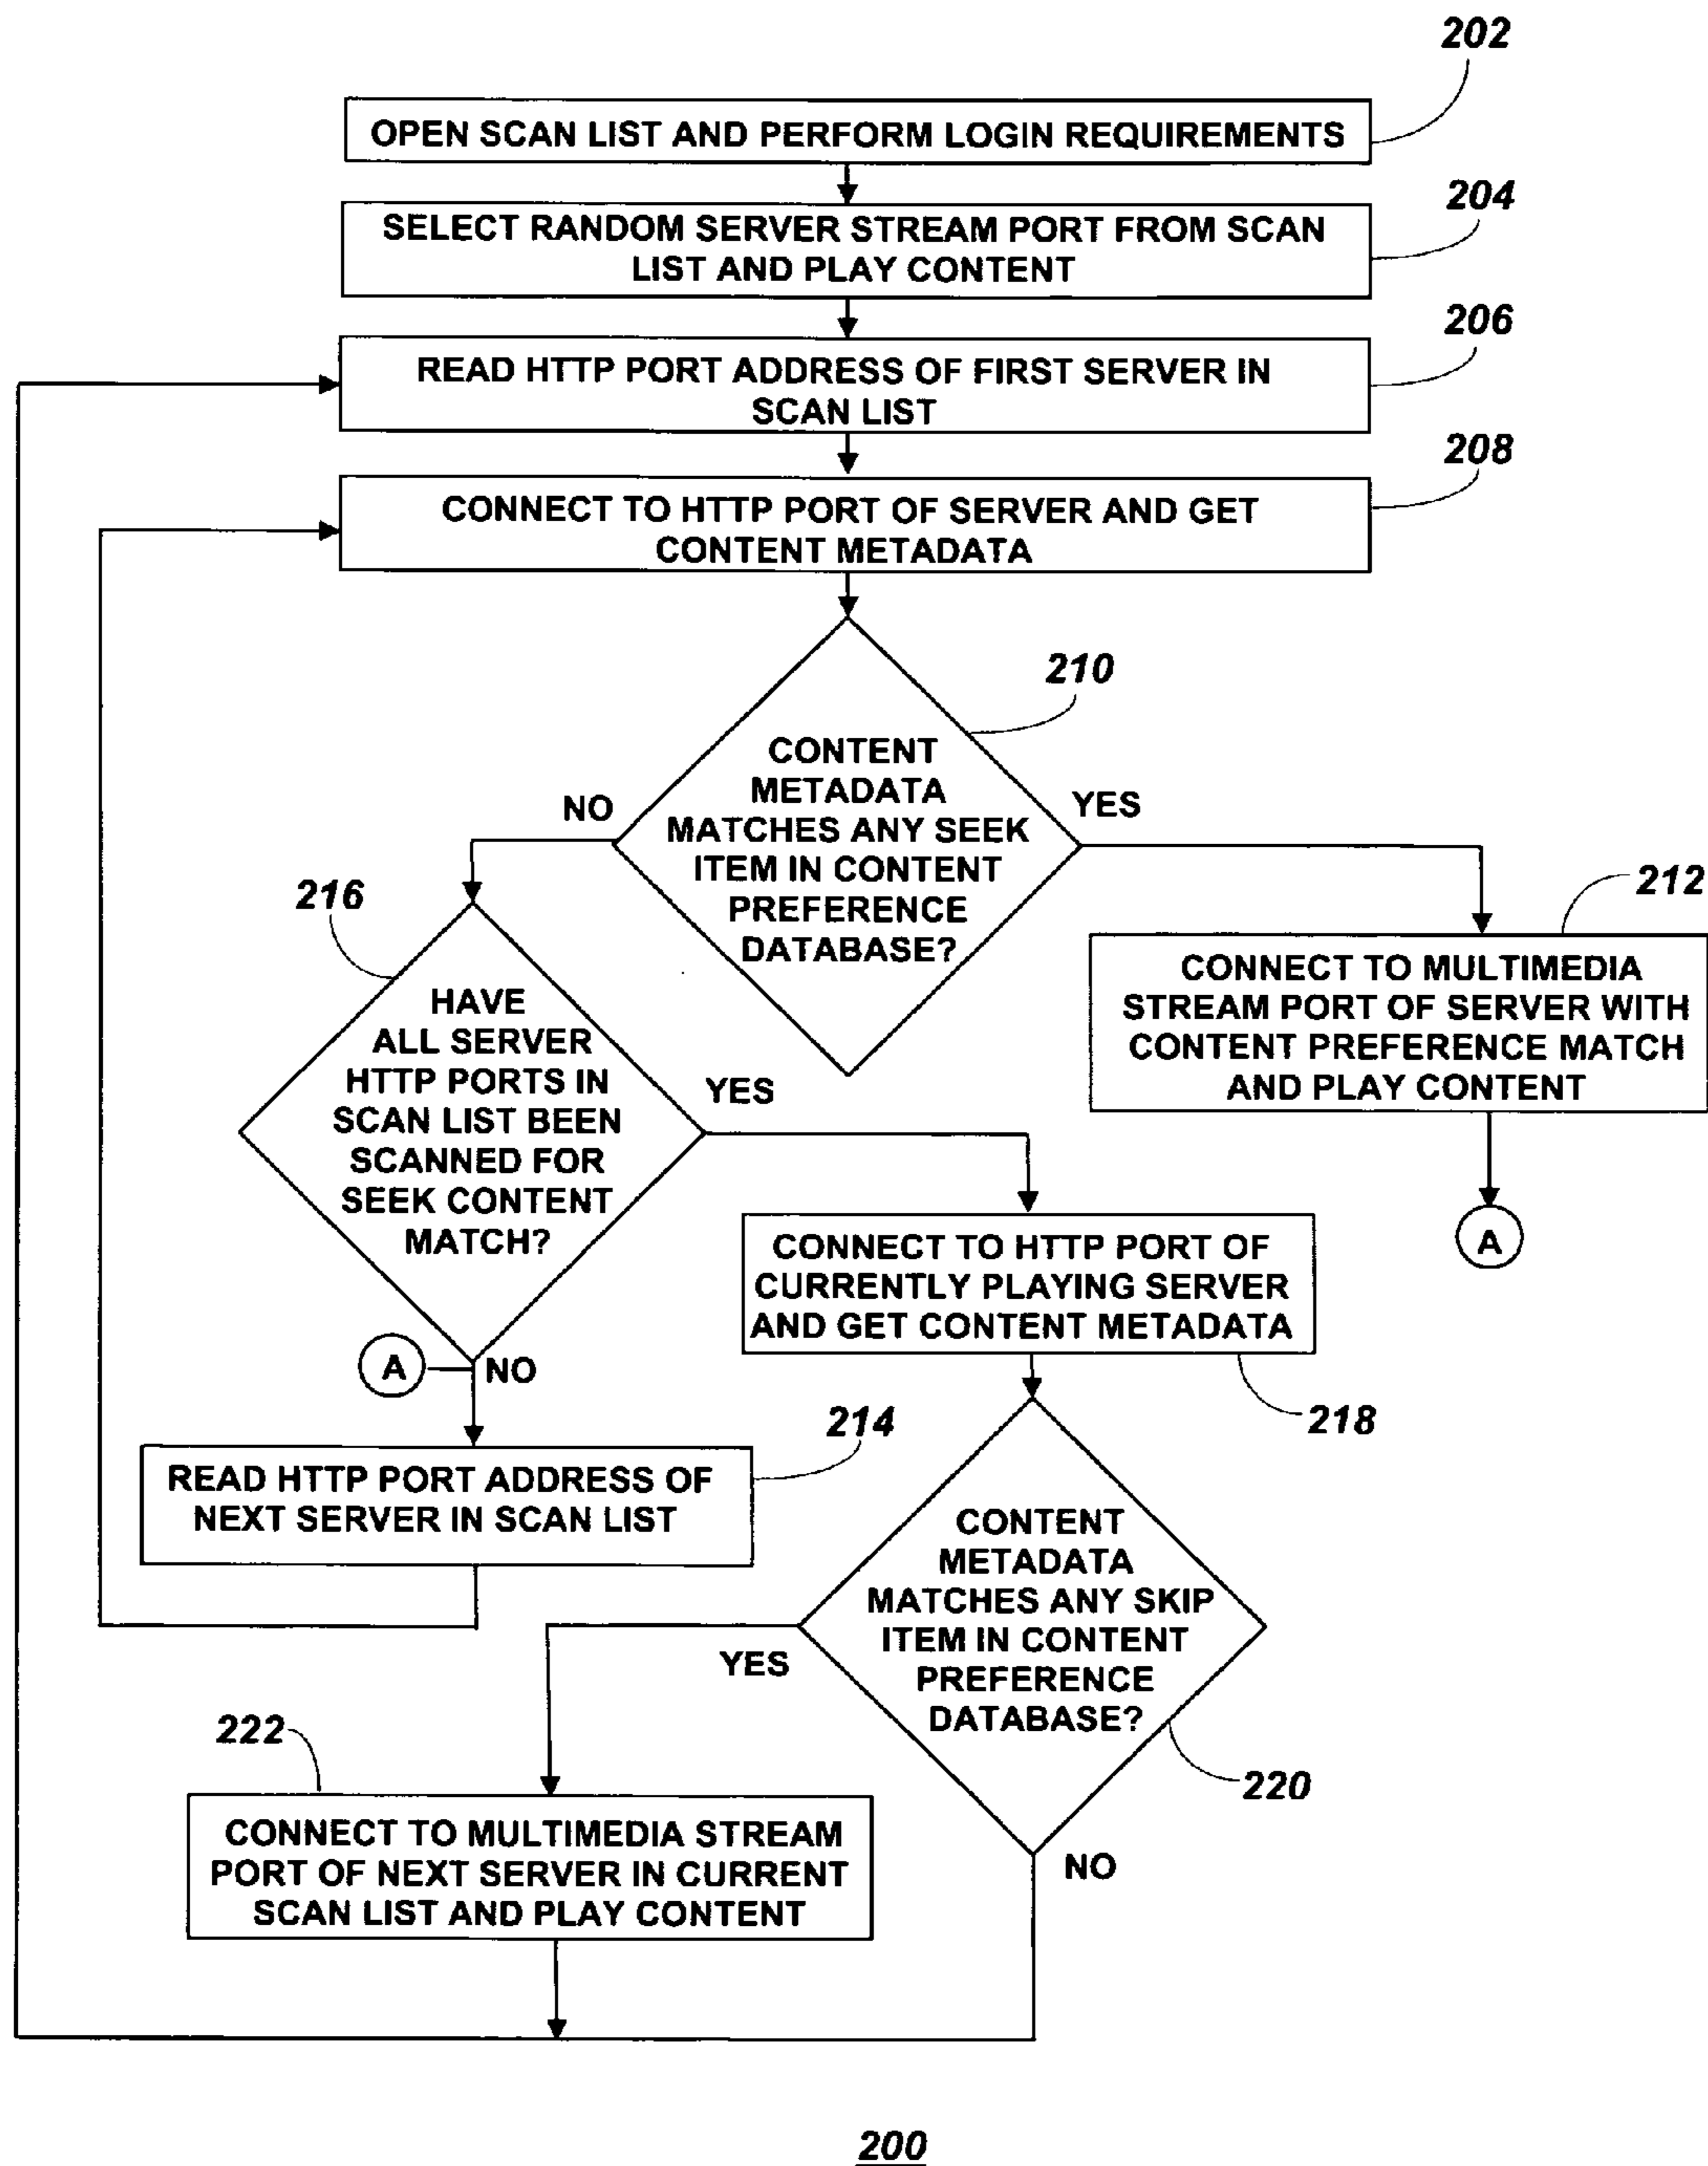 202
OPEN SCAN LIST AND PERFORM LOGIN REQUIREMENTS
204
SELECT RANDOM SERVER STREAM PORT FROM SCAN
LIST AND PLAY CONTENT
206
READ HTTP PORT ADDRESS OF FIRST SERVER IN
SCAN LIST
208
CONNECT TO HTTP PORT OF SERVER AND GET
CONTENT METADATA
210
CONTENT
METADATA
MATCHES ANY SEEK
ITEM IN CONTENT
PREFERENCE
DATABASE?
NO
YES
212
CONNECT TO MULTIMEDIA
STREAM PORT OF SERVER WITH
CONTENT PREFERENCE MATCH
AND PLAY CONTENT
A
216
HAVE
ALL SERVER
HTTP PORTS IN
SCAN LIST BEEN
SCANNED FOR
SEEK CONTENT
MATCH?
YES
A
NO
CONNECT TO HTTP PORT OF
CURRENTLY PLAYING SERVER
AND GET CONTENT METADATA
218
214
READ HTTP PORT ADDRESS OF
NEXT SERVER IN SCAN LIST
CONTENT
METADATA
MATCHES ANY SKIP
ITEM IN CONTENT
PREFERENCE
DATABASE?
YES
220
NO
222
CONNECT TO MULTIMEDIA STREAM
PORT OF NEXT SERVER IN CURRENT
SCAN LIST AND PLAY CONTENT
200